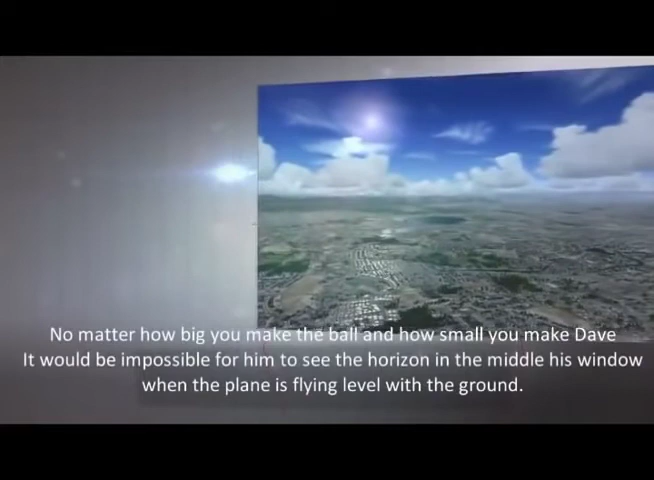 No matter how big you make the ball and how small you make Dave
It would be impossible for him to see the horizon in the middle his window
when the plane is flying level with the ground.